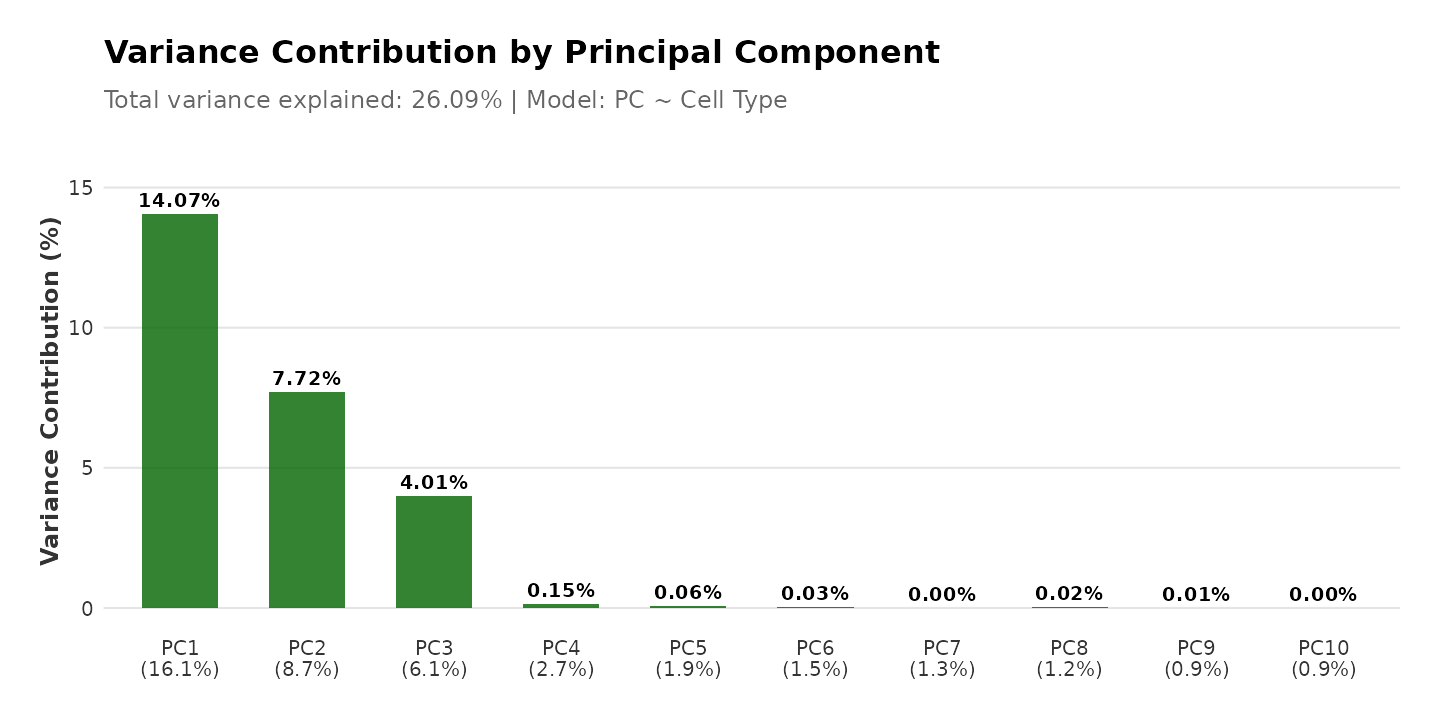 Variance Contribution by Principal Component
Total variance explained: 26.09% | Model: PC ~ Cell Type
Variance Contribution (%)
15
10
5
0
14.07%
7.72%
4.01%
0.15%
0.06%
0.03%
0.00%
0.02%
0.01%
0.00%
PC1 PC2 PC3 PC4 PC5 PC6 PC7 PC8 PC9 PC10
(16.1%) (8.7%) (6.1%) (2.7%) (1.9%) (1.5%) (1.3%) (1.2%) (0.9%) (0.9%)